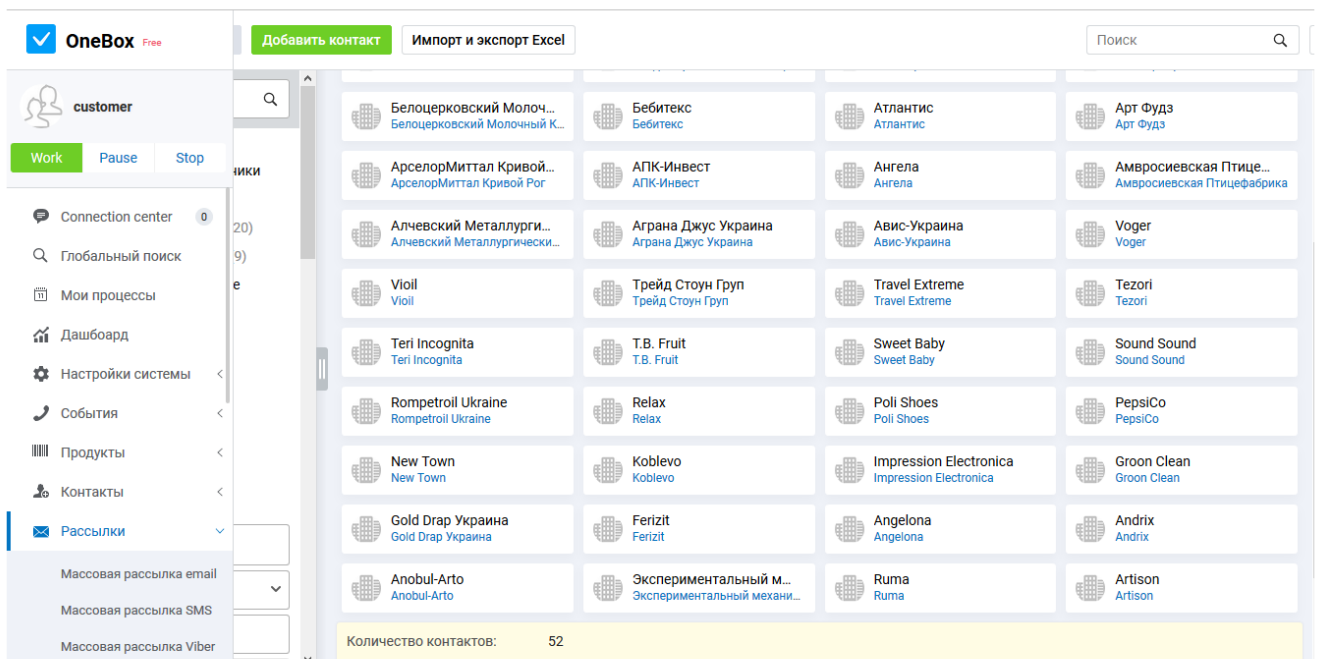 OneBox Free
Добавить контакт
Импорт и экспорт Excel
Поиск
customer
Work
Pause
Stop
Connection center
0
Глобальный поиск
Мои процессы
Дашбоард
Настройки системы
События
Продукты
Контакты
Рассылки
Массовая рассылка email
Массовая рассылка SMS
Массовая рассылка Viber
ники
20)
9)
е
Белоцерковский Молоч...
Белоцерковский Молочный К...
Бебитекс
Бебитекс
Атлантис
Атлантис
Арт Фудз
Арт Фудз
АрселорМиттал Кривой...
АрселорМиттал Кривой Рог
АПК-Инвест
АПК-Инвест
Ангела
Ангела
Амвросиевская Птице...
Амвросиевская Птицефабрика
Алчевский Металлурги...
Алчевский Металлургически...
Аграна Джус Украина
Аграна Джус Украина
Авис-Украина
Авис-Украина
Voger
Voger
Vioil
Vioil
Трейд Стоун Груп
Трейд Стоун Груп
Travel Extreme
Travel Extreme
Tezori
Tezori
Teri Incognita
Teri Incognita
T.B. Fruit
T.B. Fruit
Sweet Baby
Sweet Baby
Sound Sound
Sound Sound
Rompetroil Ukraine
Rompetroil Ukraine
Relax
Relax
Poli Shoes
Poli Shoes
PepsiCo
PepsiCo
New Town
New Town
Koblevo
Koblevo
Impression Electronica
Impression Electronica
Groon Clean
Groon Clean
Gold Drap Украина
Gold Drap Украина
Ferizit
Ferizit
Angelona
Angelona
Andrix
Andrix
Anobul-Arto
Anobul-Arto
Экспериментальный м...
Экспериментальный механи...
Ruma
Ruma
Artison
Artison
Количество контактов: 52